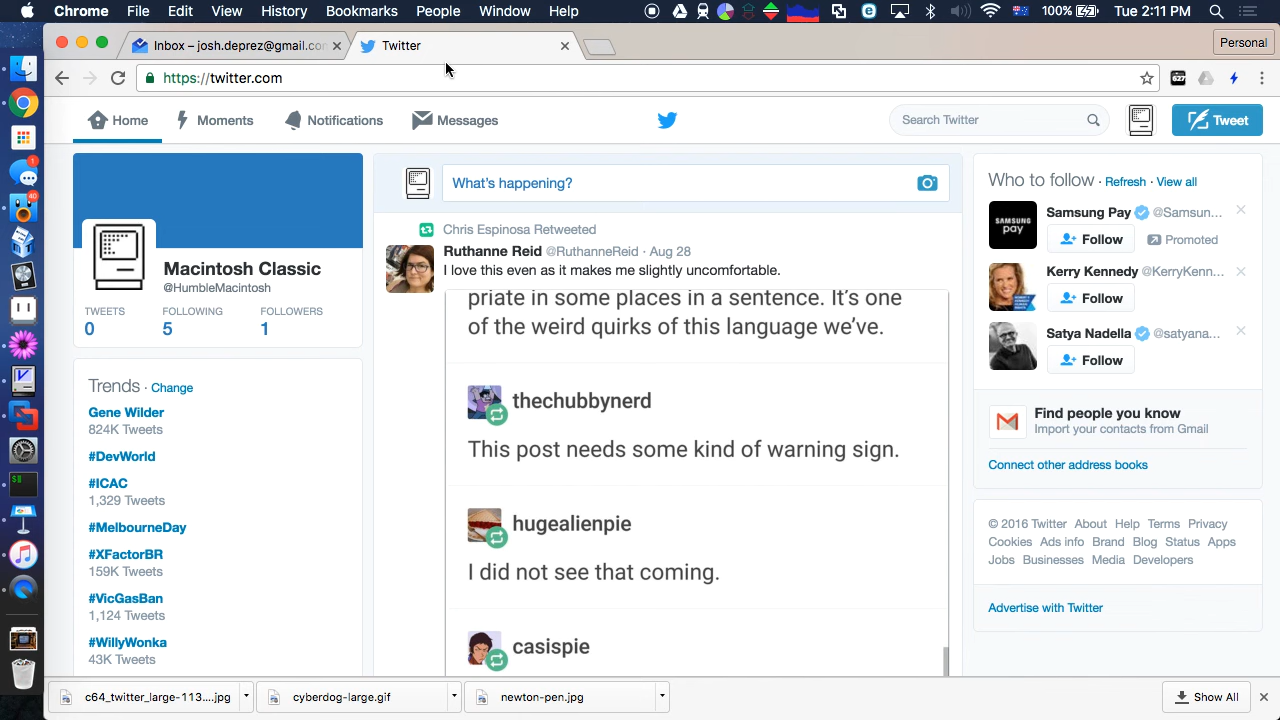 Chrome File Edit View History Bookmarks People Window Help 100% Tue 2:11 PM
Inbox – josh.deprez@gmail.co
Twitter
Personal
https://twitter.com
627
Home Moments Notifications Messages
Search Twitter
Tweet
Macintosh Classic
@HumbleMacintosh
TWEETS FOLLOWING FOLLOWERS
0 5 1
Trends · Change
Gene Wilder
824K Tweets
#DevWorld
#ICAC
1,329 Tweets
#MelbourneDay
#XFactorBR
159K Tweets
#VicGasBan
1,124 Tweets
#WillyWonka
43K Tweets
What's happening?
Chris Espinosa Retweeted
Ruthanne Reid @RuthanneReid · Aug 28
I love this even as it makes me slightly uncomfortable.
priate in some places in a sentence. It's one
of the weird quirks of this language we've.
thechubbynerd
This post needs some kind of warning sign.
hugealienpie
I did not see that coming.
casispie
Who to follow · Refresh · View all
SAMSUNG
pay
Samsung Pay @Samsun...
Follow Promoted
Kerry Kennedy @KerryKenn...
Follow
Satya Nadella @satyana...
Follow
Find people you know
Import your contacts from Gmail
Connect other address books
© 2016 Twitter About Help Terms Privacy
Cookies Ads info Brand Blog Status Apps
Jobs Businesses Media Developers
Advertise with Twitter
1
40
c64_twitter_large-113....jpg
cyberdog-large.gif
newton-pen.jpg
Show All